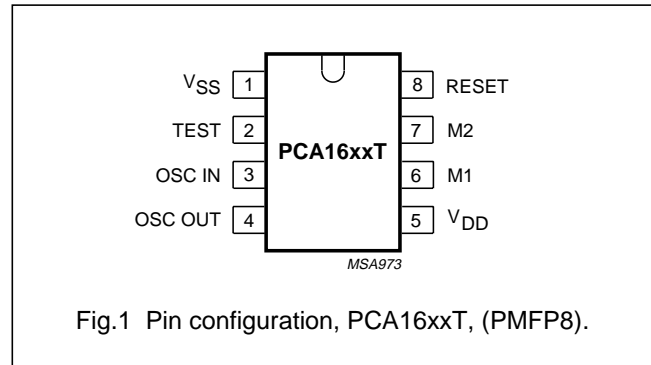 VSS 1 8 RESET
TEST 2 7 M2
PCA16xxT
OSC IN 3 6 M1
OSC OUT 4 5 VDD
MSA973
Fig.1 Pin configuration, PCA16xxT, (PMFP8).